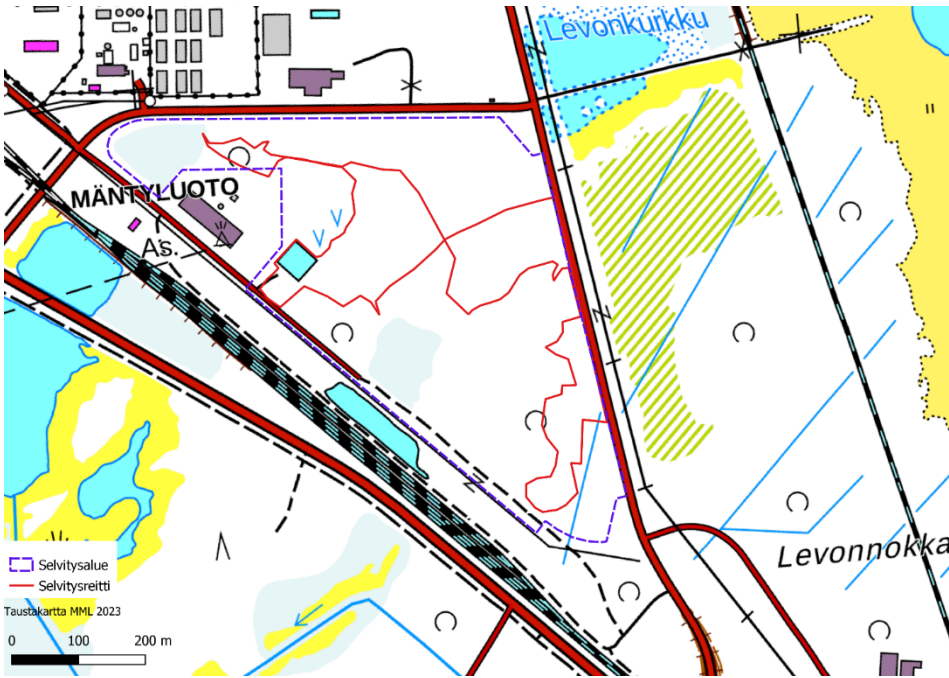 Levonkurkku
MÄNTYLUOTO
As.
Levonnokka
Selvitysalue
Selvitysreitti
Taustakartta MML 2023
0 100 200 m